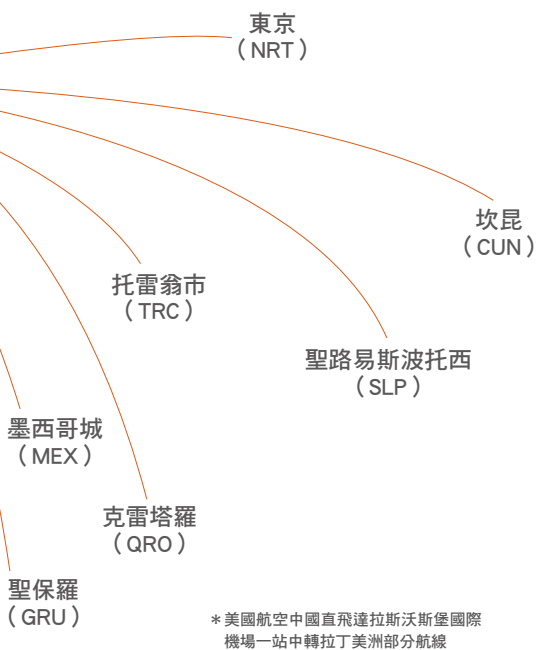 東京
（NRT）
坎昆
（CUN）
托雷翁市
（TRC）
聖路易斯波托西
（SLP）
墨西哥城
（MEX）
克雷塔羅
（QRO）
聖保羅
（GRU）
＊美國航空中國直飛達拉斯沃斯堡國際
機場一站中轉拉丁美洲部分航線